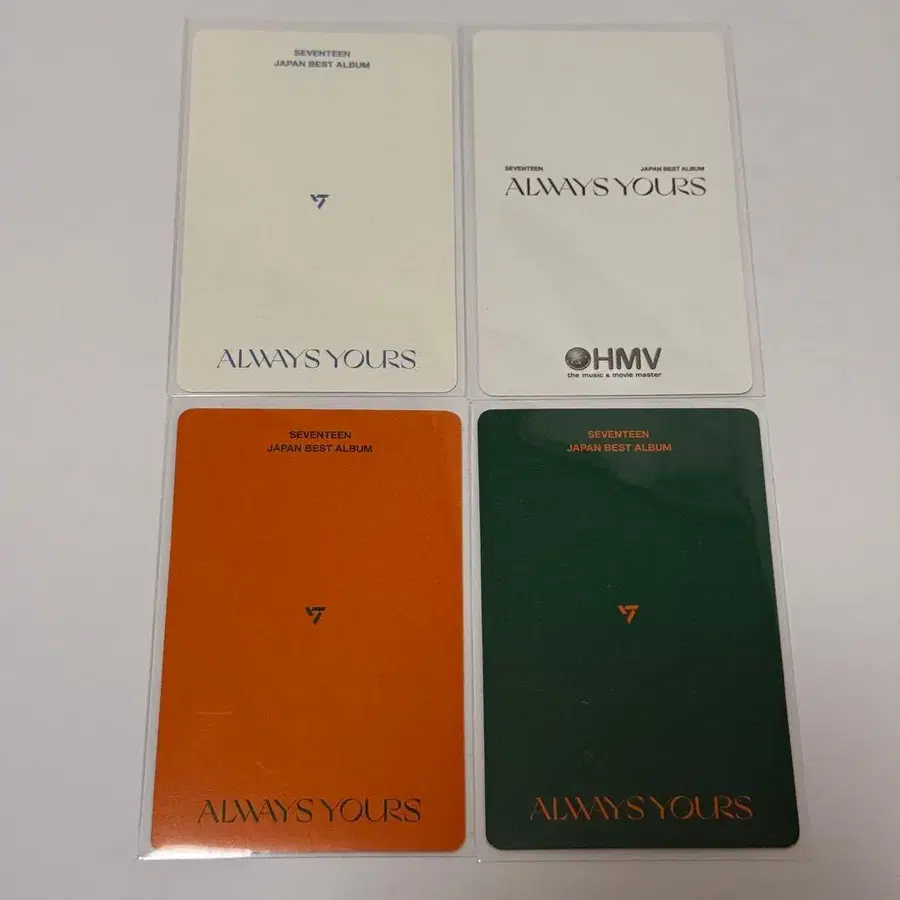 SEVENTEEN
JAPAN BEST ALBUM
ALWAYS YOURS
SEVENTEEN JAPAN BEST ALBUM
ALWAYS YOURS
HMV
the music & movie master
SEVENTEEN
JAPAN BEST ALBUM
ALWAYS YOURS
SEVENTEEN
JAPAN BEST ALBUM
ALWAYS YOURS